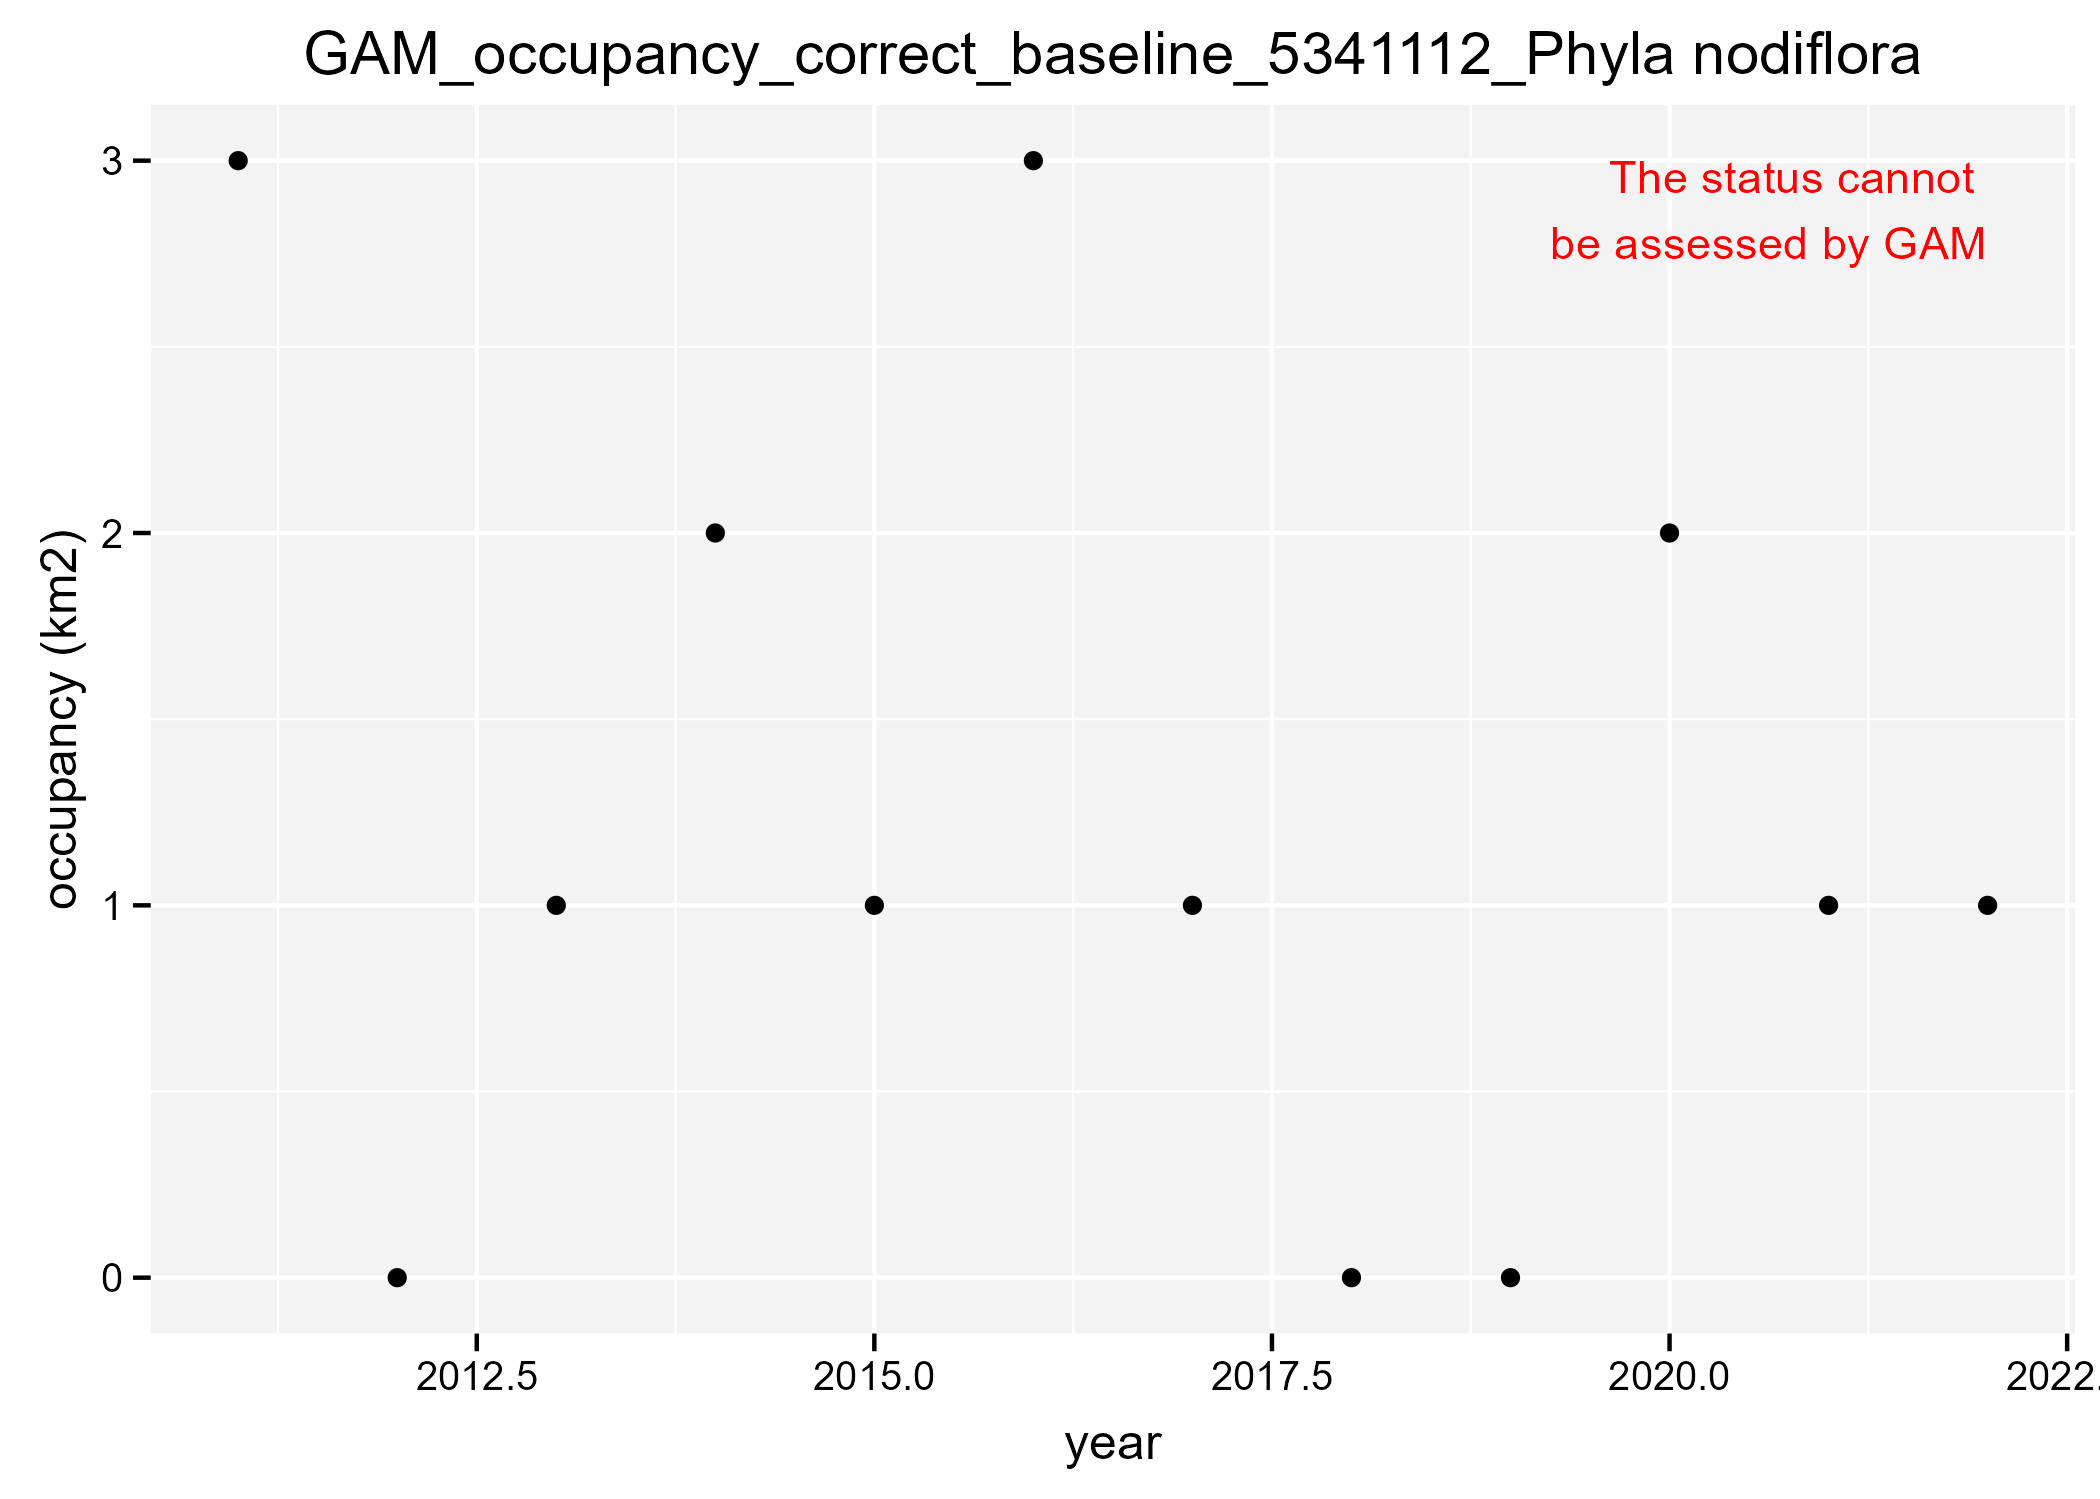 GAM_occupancy_correct_baseline_5341112_Phyla nodiflora
3
The status cannot
be assessed by GAM
2
occupancy (km2)
1
0
2012.5 2015.0 2017.5 2020.0 2022.
year